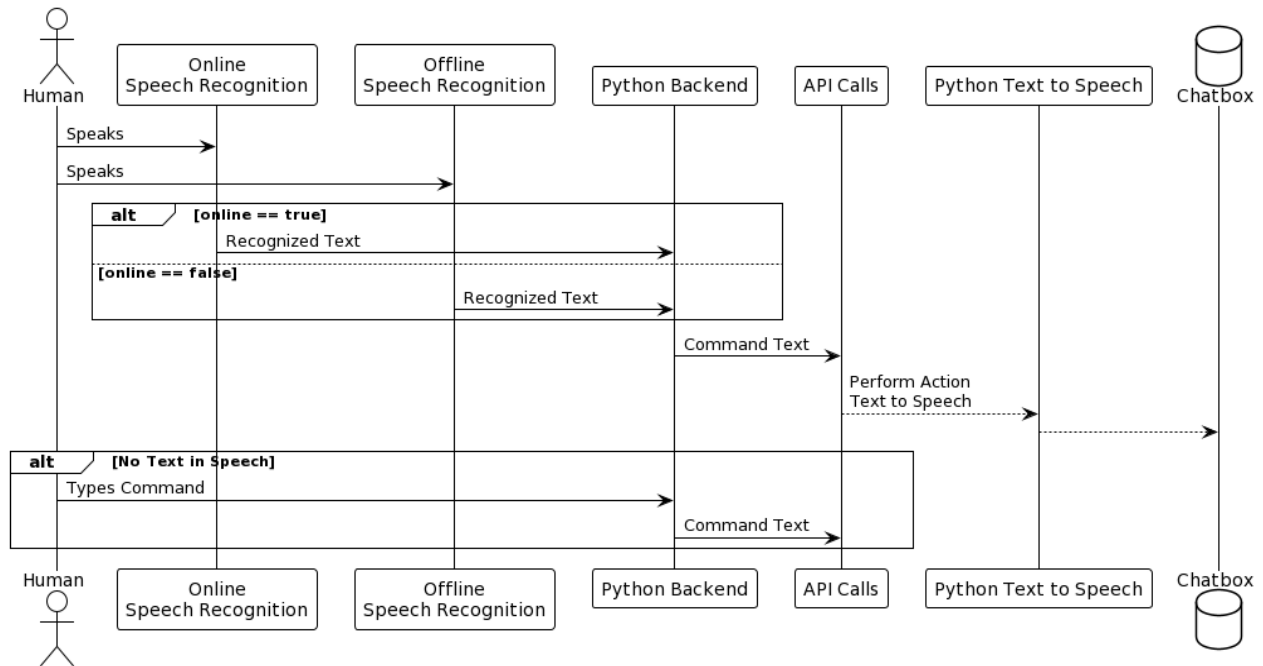 Human
Online
Speech Recognition
Offline
Speech Recognition
Python Backend
API Calls
Python Text to Speech
Chatbox
Speaks
Speaks
alt
[online == true]
Recognized Text
[online == false]
Recognized Text
Command Text
Perform Action
Text to Speech
alt
[No Text in Speech]
Types Command
Command Text
Human
Online
Speech Recognition
Offline
Speech Recognition
Python Backend
API Calls
Python Text to Speech
Chatbox